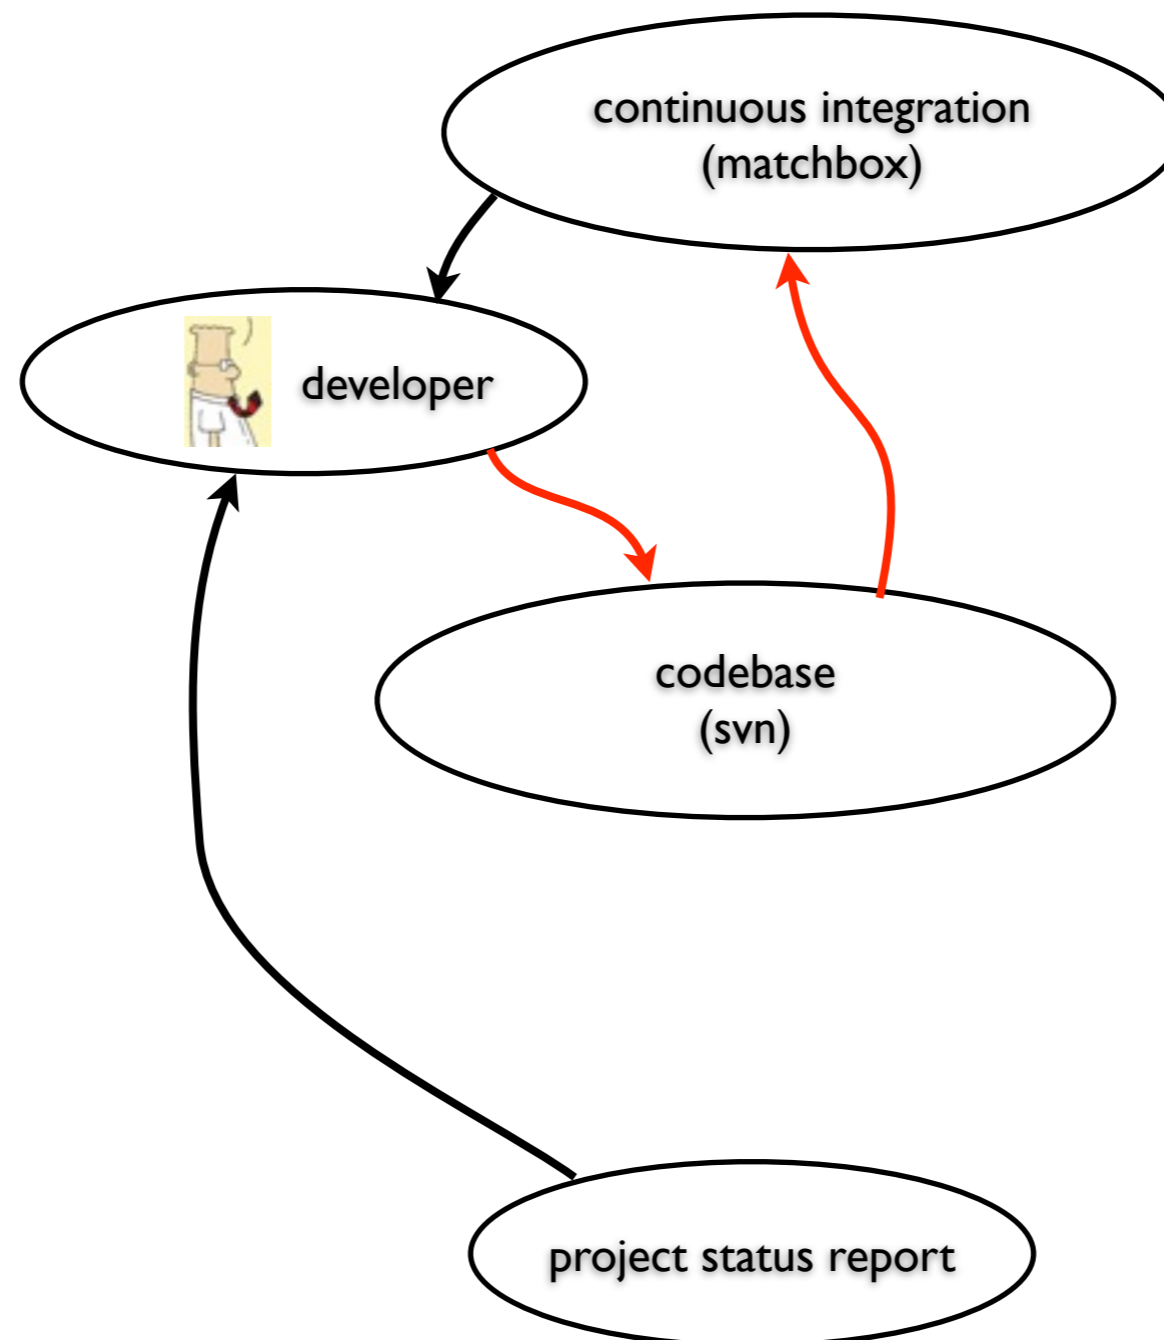 continuous integration
(matchbox)
developer
codebase
(svn)
project status report